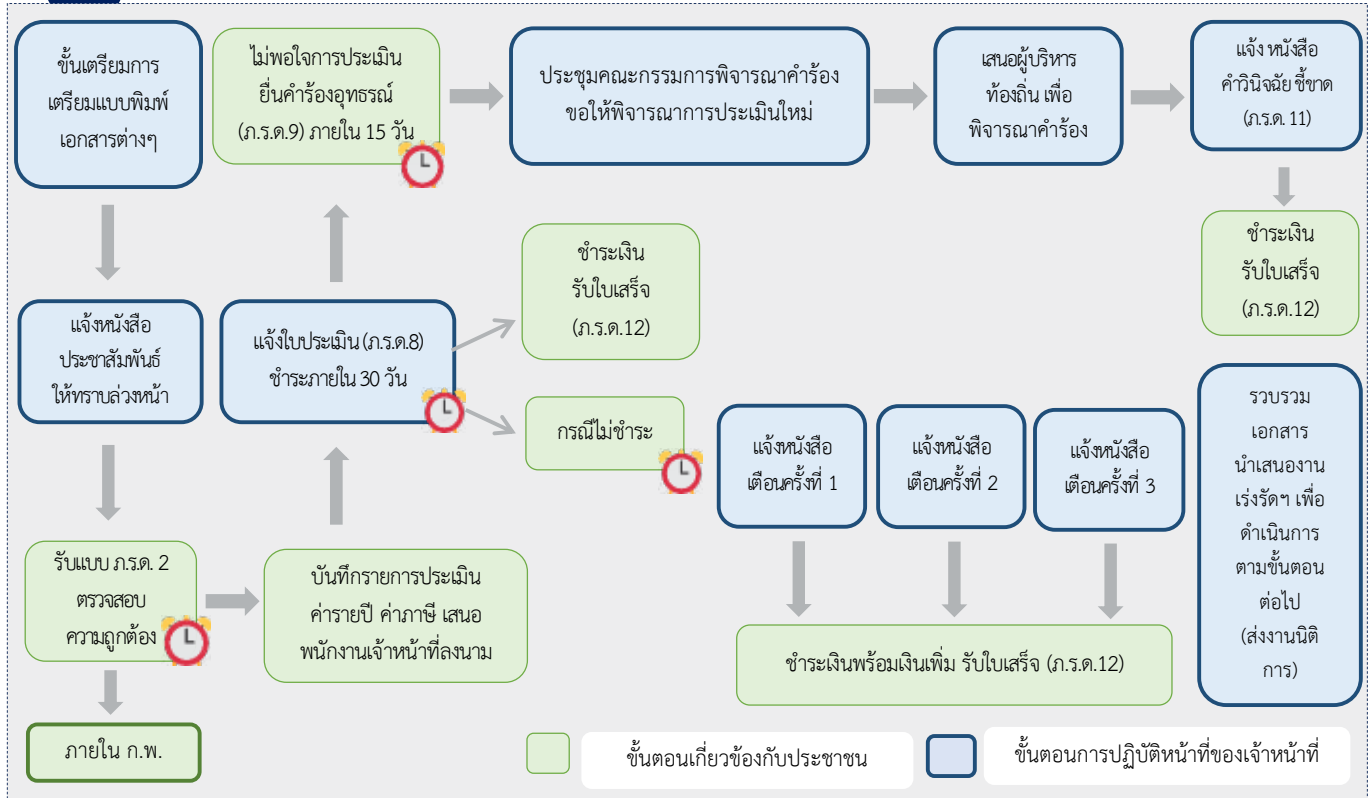 ขั้นเตรียมการ
เตรียมแบบพิมพ์
เอกสารต่างๆ
ไม่พอใจการประเมิน
ยื่นคำร้องอุทธรณ์
(ภ.ร.ด.9) ภายใน 15 วัน
ประชุมคณะกรรมการพิจารณาคำร้อง
ขอให้พิจารณาการประเมินใหม่
เสนอผู้บริหาร
ท้องถิ่น เพื่อ
พิจารณาคำร้อง
แจ้ง หนังสือ
คำวินิจฉัย ชี้ขาด
(ภ.ร.ด. 11)
ชำระเงิน
รับใบเสร็จ
(ภ.ร.ด.12)
แจ้งหนังสือ
ประชาสัมพันธ์
ให้ทราบล่วงหน้า
แจ้งใบประเมิน (ภ.ร.ด.8)
ชำระภายใน 30 วัน
ชำระเงิน
รับใบเสร็จ
(ภ.ร.ด.12)
กรณีไม่ชำระ
แจ้งหนังสือ
เตือนครั้งที่ 1
แจ้งหนังสือ
เตือนครั้งที่ 2
แจ้งหนังสือ
เตือนครั้งที่ 3
รวบรวม
เอกสาร
นำเสนองาน
เร่งรัดฯ เพื่อ
ดำเนินการ
ตามขั้นตอน
ต่อไป
(ส่งงานนิติ
การ)
รับแบบ ภ.ร.ด. 2
ตรวจสอบ
ความถูกต้อง
บันทึกรายการประเมิน
ค่ารายปี ค่าภาษี เสนอ
พนักงานเจ้าหน้าที่ลงนาม
ชำระเงินพร้อมเงินเพิ่ม รับใบเสร็จ (ภ.ร.ด.12)
ภายใน ก.พ.
ขั้นตอนเกี่ยวข้องกับประชาชน
ขั้นตอนการปฏิบัติหน้าที่ของเจ้าหน้าที่